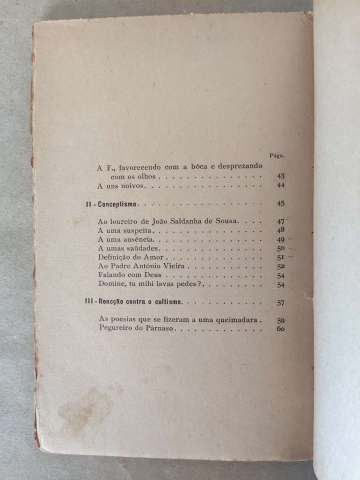 Págs.
A F., favorecendo com a bôca e desprezando
com os olhos . . . . . . . . . . . . . 43
A uns noivos. . . . . . . . . . . . . . . 44
II - Conceptismo. . . . . . . . . . . . . . . 45
Ao loureiro de João Saldanha de Sousa. . . . 47
A uma suspeita . . . . . . . . . . . . . . 48
A uma ausência. . . . . . . . . . . . . . 49
A umas saüdades . . . . . . . . . . . . . 50
Definição do Amor . . . . . . . . . . . . 51
Ao Padre António Vieira . . . . . . . . . . 52
Falando com Deus . . . . . . . . . . . . 54
Domine, tu mihi lavas pedes ?. . . . . . . . 54
III - Reacção contra o cultismo. . . . . . . . . 57
As poesias que se fizeram a uma queimadura . 59
Pegureiro do Parnaso. . . . . . . . . . . . 60